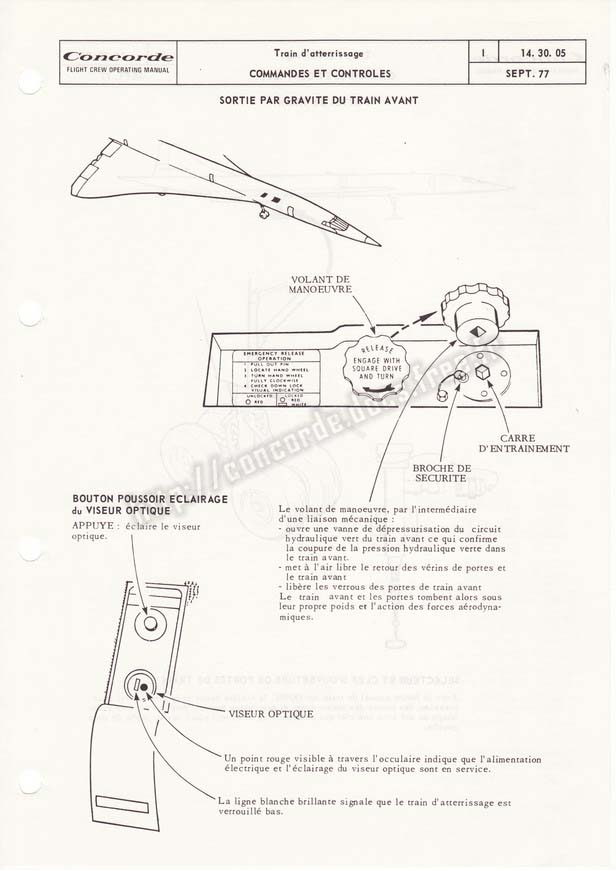 Concorde
FLIGHT CREW OPERATING MANUAL
Train d'atterrissage
COMMANDES ET CONTROLES
I
14. 30. 05
SEPT. 77
SORTIE PAR GRAVITE DU TRAIN AVANT
VOLANT DE
MANOEUVRE
EMERGENCY RELEASE
OPERATION
1 PULL OUT PIN
2 LOCATE HAND WHEEL
3 TURN HAND WHEEL
FULLY CLOCKWISE
4 CHECK DOWN LOCK
VISUAL INDICATION
UNLOCKED
LOCKED
RED
RED
WHITE
RELEASE
ENGAGE WITH
SQUARE DRIVE
AND TURN
CARRE
D'ENTRAINEMENT
BROCHE DE
SECURITE
http://concorde.
BOUTON POUSSOIR ECLAIRAGE
du VISEUR OPTIQUE
APPUYE : éclaire le viseur
optique.
Le volant de manoeuvre, par l'intermédiaire
d'une liaison mécanique :
- ouvre une vanne de dépressurisation du circuit
hydraulique vert du train avant ce qui confirme
la coupure de la pression hydraulique verte dans
le train avant.
- met à l'air libre le retour des vérins de portes et
le train avant
- libère les verrous des portes de train avant
Le train avant et les portes tombent alors sous
leur propre poids et l'action des forces aérodyna-
miques.
VISEUR OPTIQUE
Un point rouge visible à travers l'occulaire indique que l'alimentation
électrique et l'éclairage du viseur optique sont en service.
La ligne blanche brillante signale que le train d'atterrissage est
verrouillé bas.